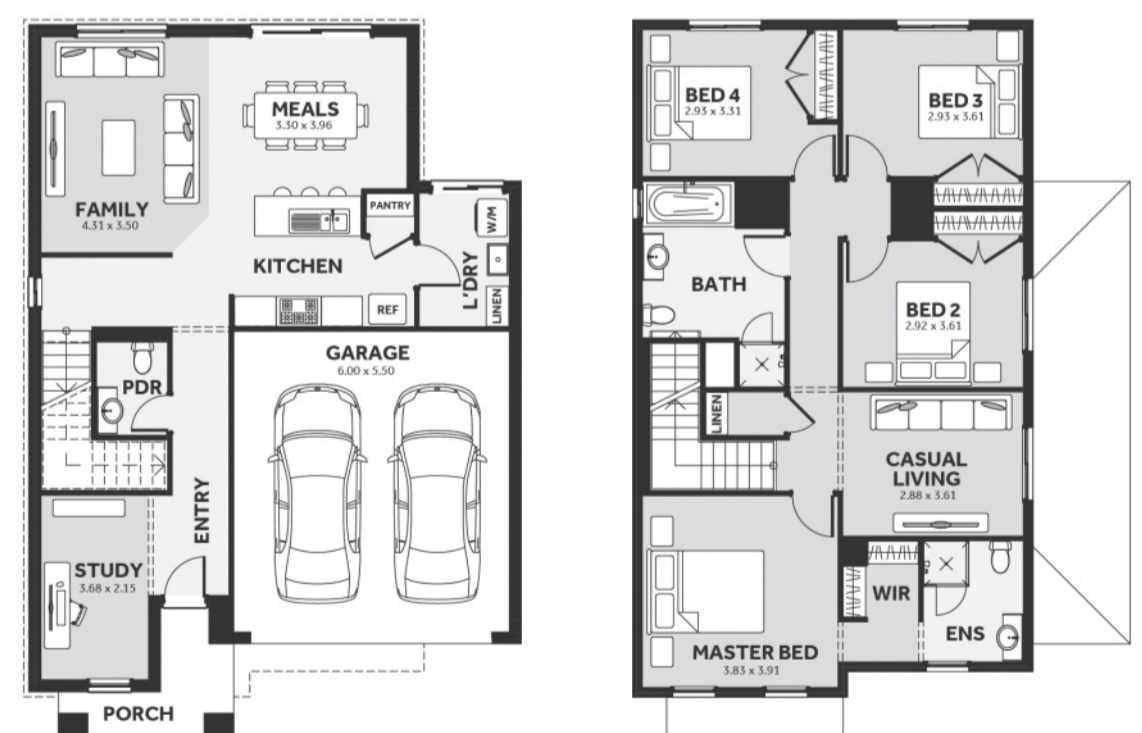 MEALS
3.30 x 3.96
FAMILY
4.31 x 3.50
PANTRY
W/M
KITCHEN
L'DRY
LINEN
REF
GARAGE
6.00 x 5.50
PDR
ENTRY
STUDY
3.68 x 2.15
PORCH
BED 4
2.93 x 3.31
BED 3
2.93 x 3.61
BATH
BED 2
2.92 x 3.61
LINEN
CASUAL
LIVING
2.88 x 3.61
WIR
ENS
MASTER BED
3.83 x 3.91